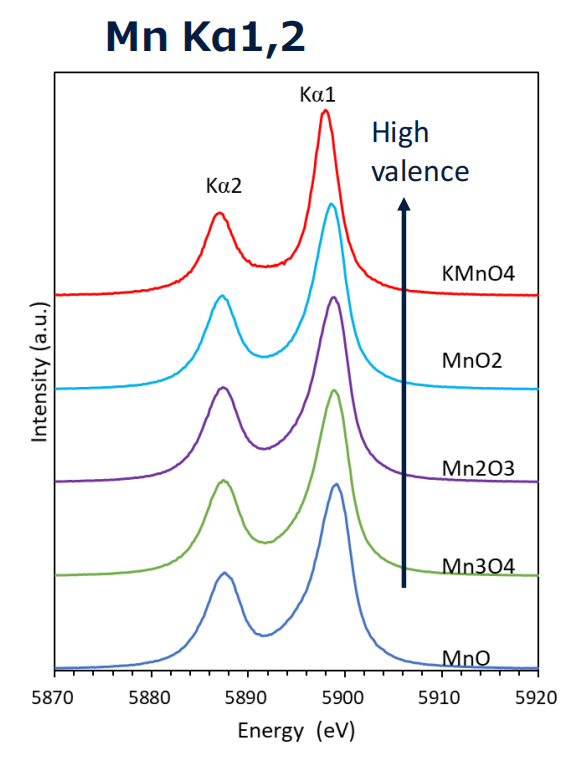 Mn Kα1,2
Kα1
High
valence
Kα2
KMnO4
MnO2
Intensity (a.u.)
Mn2O3
Mn3O4
MnO
5870 5880 5890 5900 5910 5920
Energy (eV)